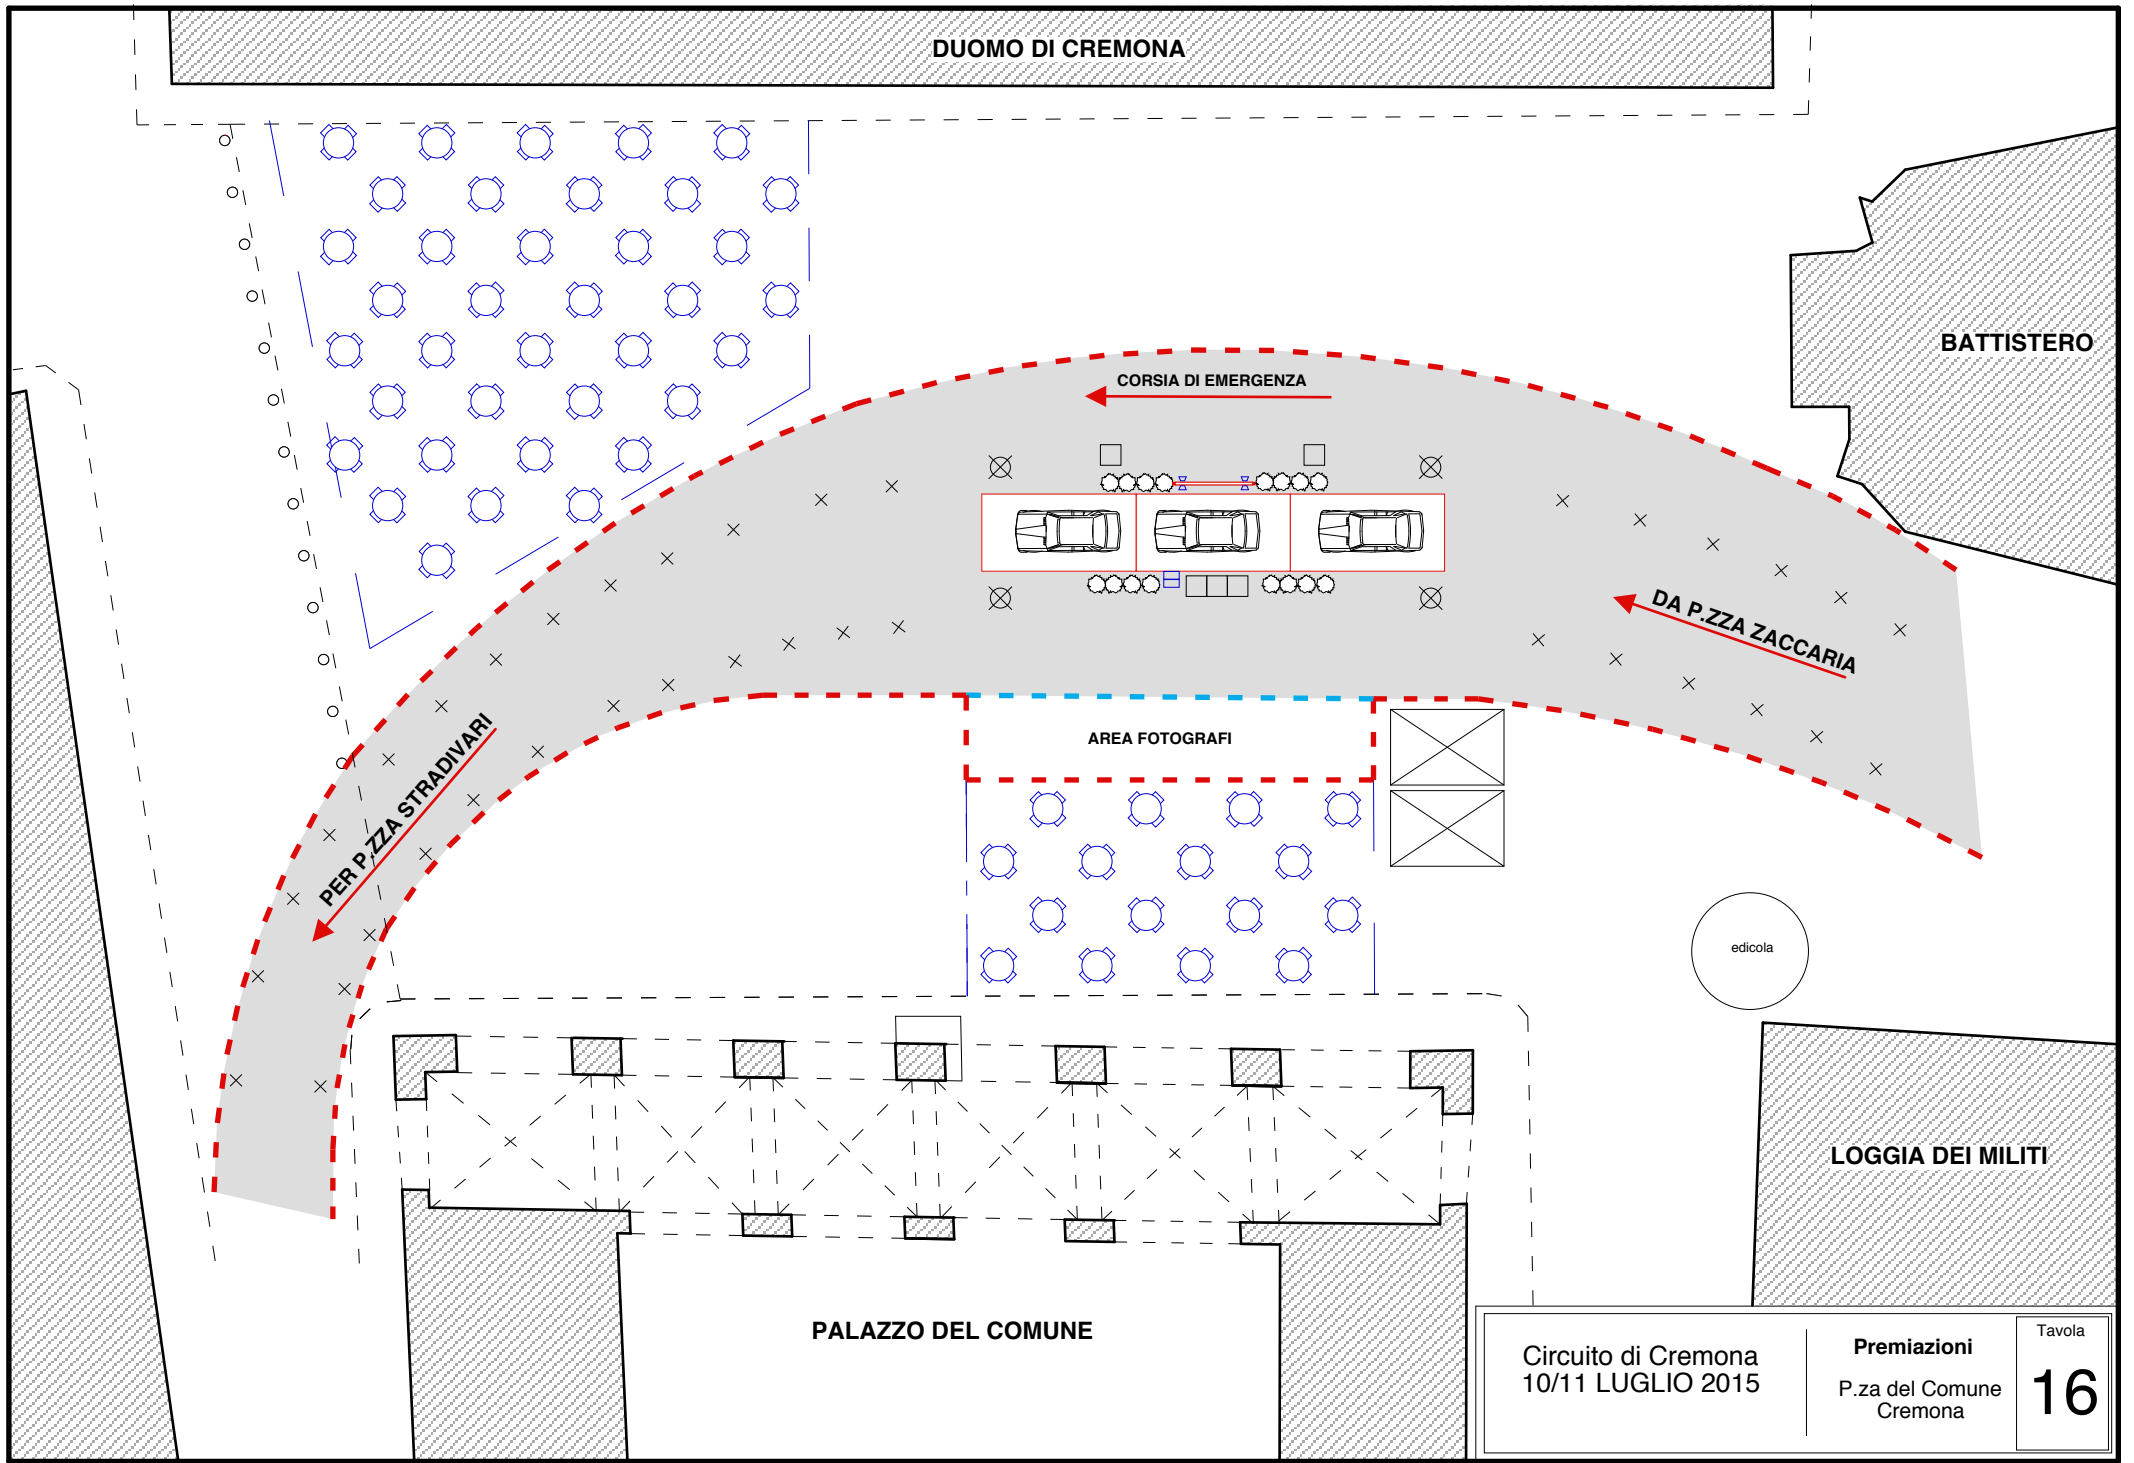 DUOMO DI CREMONA
BATTISTERO
CORSIA DI EMERGENZA
DA P.ZZA ZACCARIA
PER P.ZZA STRADIVARI
AREA FOTOGRAFI
edicola
LOGGIA DEI MILITI
PALAZZO DEL COMUNE
Circuito di Cremona
10/11 LUGLIO 2015
Premiazioni
P.za del Comune
Cremona
Tavola
16